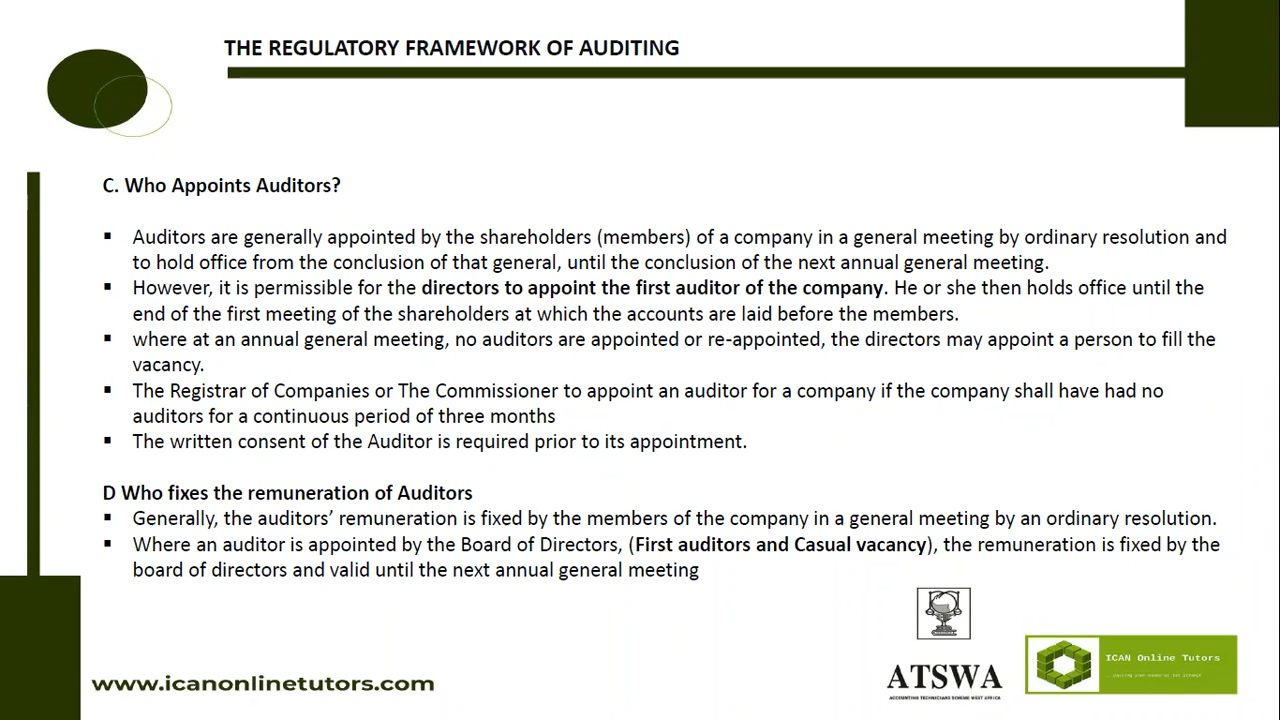 THE REGULATORY FRAMEWORK OF AUDITING
C. Who Appoints Auditors?
▪ Auditors are generally appointed by the shareholders (members) of a company in a general meeting by ordinary resolution and
to hold office from the conclusion of that general, until the conclusion of the next annual general meeting.
▪ However, it is permissible for the directors to appoint the first auditor of the company. He or she then holds office until the
end of the first meeting of the shareholders at which the accounts are laid before the members.
▪ where at an annual general meeting, no auditors are appointed or re-appointed, the directors may appoint a person to fill the
vacancy.
▪ The Registrar of Companies or The Commissioner to appoint an auditor for a company if the company shall have had no
auditors for a continuous period of three months
▪ The written consent of the Auditor is required prior to its appointment.
D Who fixes the remuneration of Auditors
▪ Generally, the auditors’ remuneration is fixed by the members of the company in a general meeting by an ordinary resolution.
▪ Where an auditor is appointed by the Board of Directors, (First auditors and Casual vacancy), the remuneration is fixed by the
board of directors and valid until the next annual general meeting
www.icanonlinetutors.com
ATSWA
ACCOUNTING TECHNICIANS SCHEME WEST AFRICA
ICAN Online Tutors